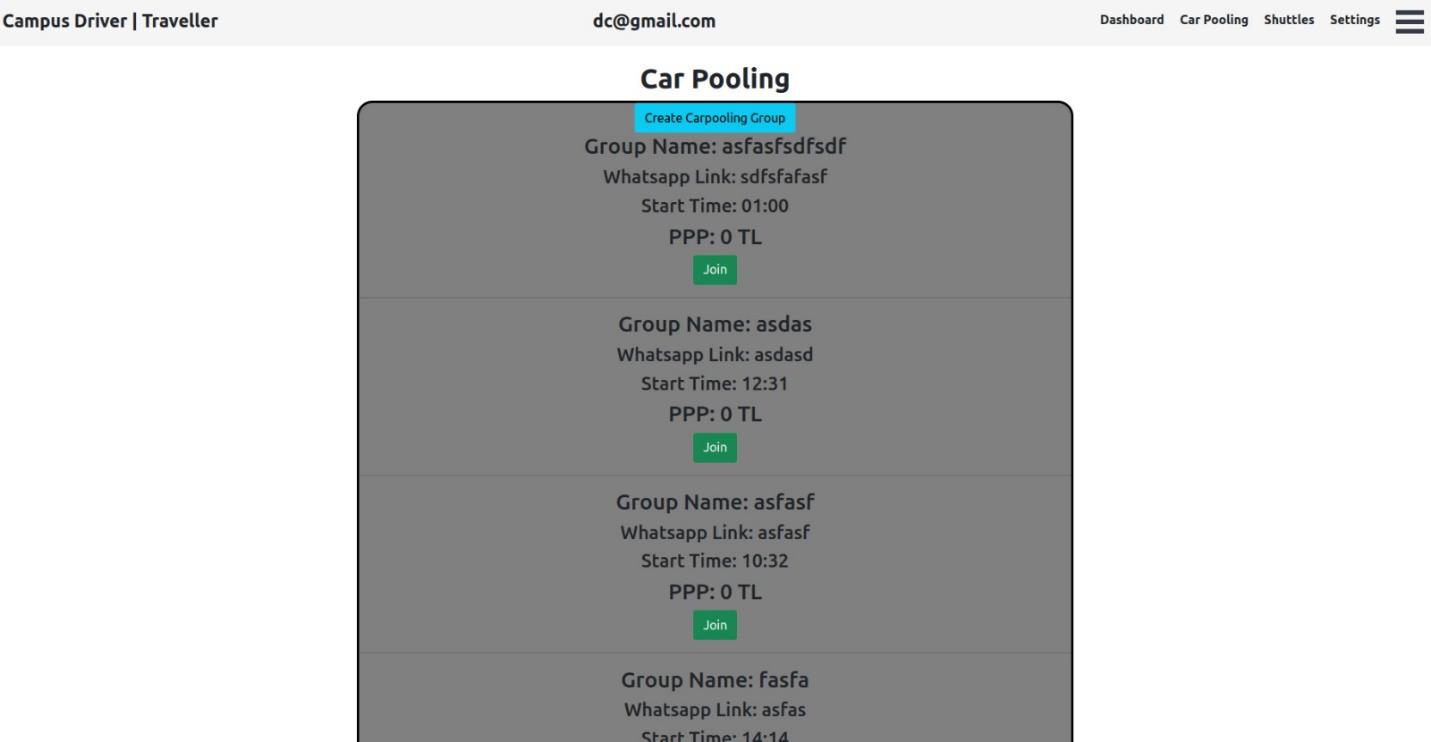 Campus Driver | Traveller dc@gmail.com Dashboard Car Pooling Shuttles Settings
Car Pooling
Create Carpooling Group
Group Name: asfasfsdfsdf
Whatsapp Link: sdfsfafasf
Start Time: 01:00
PPP: 0 TL
Join
Group Name: asdas
Whatsapp Link: asdasd
Start Time: 12:31
PPP: 0 TL
Join
Group Name: asfasf
Whatsapp Link: asfasf
Start Time: 10:32
PPP: 0 TL
Join
Group Name: fasfa
Whatsapp Link: asfas
Start Time: 14:14